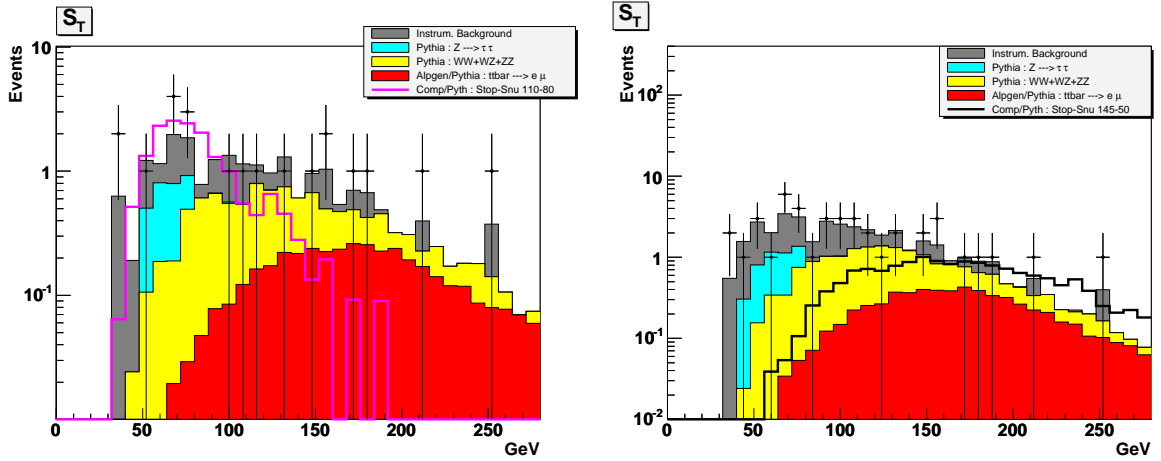 S_T
Events
10
1
10^-1
Instrum. Background
Pythia : Z ---> τ τ
Pythia : WW+WZ+ZZ
Alpgen/Pythia : ttbar ---> e μ
Comp/Pyth : Stop-Snu 110-80
0 50 100 150 200 250
GeV
S_T
Events
10^2
10
1
10^-1
10^-2
Instrum. Background
Pythia : Z ---> τ τ
Pythia : WW+WZ+ZZ
Alpgen/Pythia : ttbar ---> e μ
Comp/Pyth : Stop-Snu 145-50
0 50 100 150 200 250
GeV